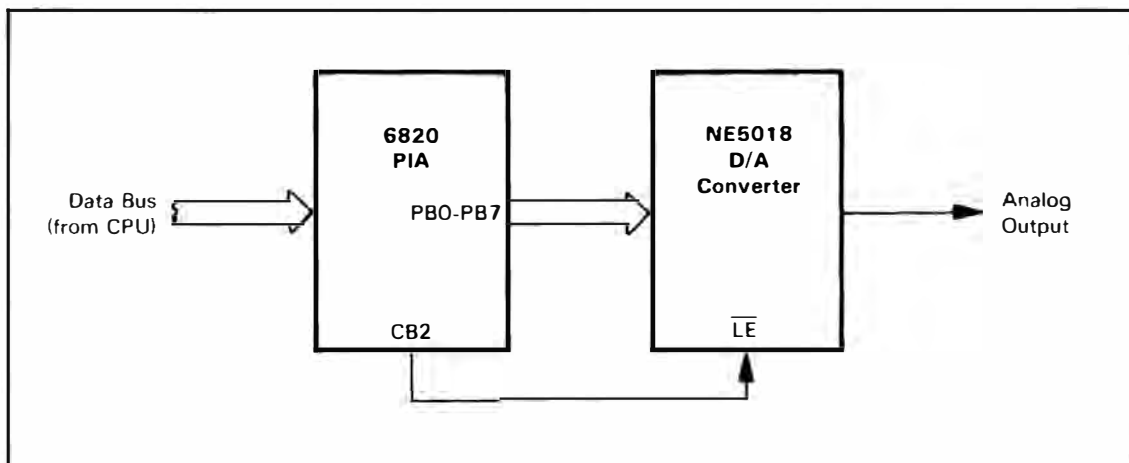 6820
PIA
NE5018
D/A
Converter
Data Bus
(from CPU)
PB0-PB7
Analog
Output
CB2
LE